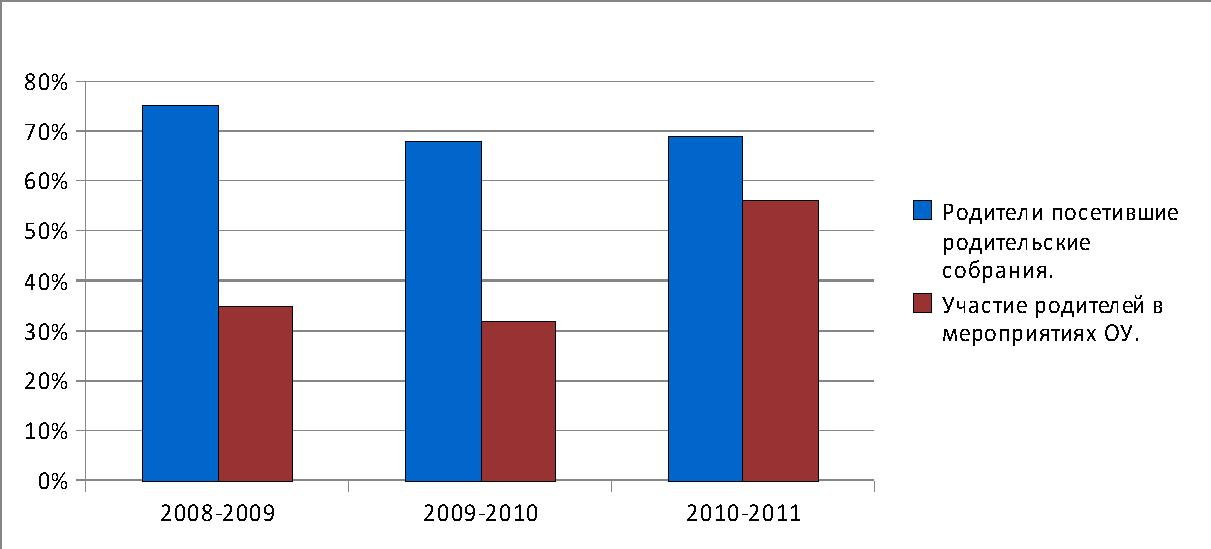 80%
70%
60%
50%
40%
30%
20%
10%
0%
2008-2009
2009-2010
2010-2011
Родители посетившие
родительские
собрания.
Участие родителей в
мероприятиях ОУ.